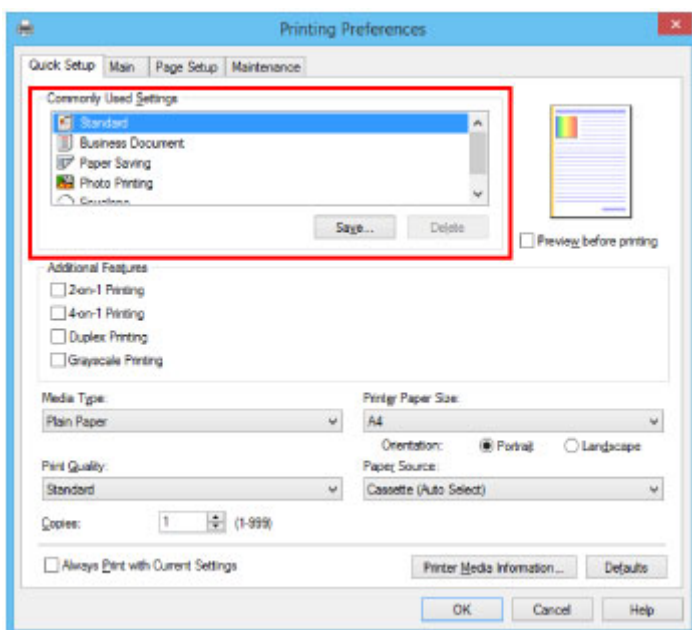 Printing Preferences
Quick Setup Main Page Setup Maintenance
Commonly Used Settings
Standard
Business Document
Paper Saving
Photo Printing
Envelope
Save... Delete
Preview before printing
Additional Features
2-on-1 Printing
4-on-1 Printing
Duplex Printing
Grayscale Printing
Media Type: Printer Paper Size:
Plain Paper A4
Orientation: Portrait Landscape
Print Quality: Paper Source:
Standard Cassette (Auto Select)
Copies: 1 (1-999)
Always Print with Current Settings Printer Media Information... Defaults
OK Cancel Help